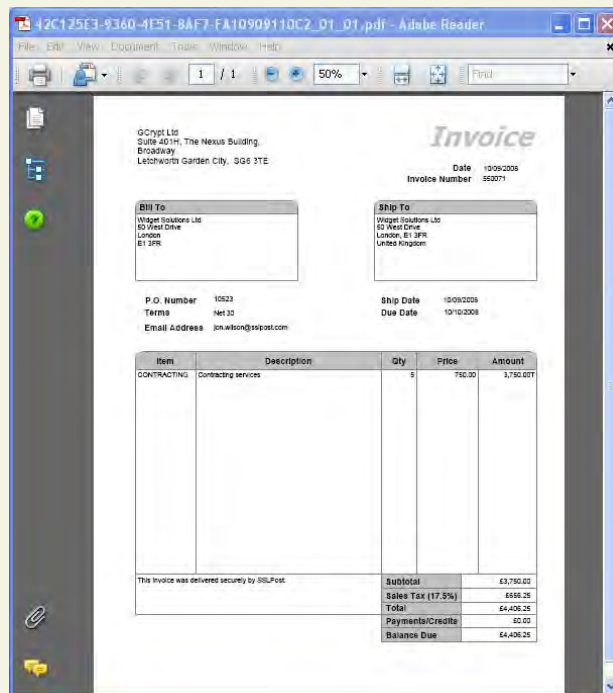 42C125E3-9360-4E51-8AF7-FA10909110C2_01_01.pdf - Adobe Reader
File Edit View Document Tools Window Help
1 / 1 50% Find
GCrypt Ltd
Suite 401H, The Nexus Building,
Broadway
Letchworth Garden City, SG6 3TE
Invoice
Date 10/09/2008
Invoice Number 550071
Bill To
Widget Solutions Ltd
50 West Drive
London
E1 3FR
Ship To
Widget Solutions Ltd
50 West Drive
London, E1 3FR
United Kingdom
P.O. Number 10523
Terms Net 30
Email Address jon.wilson@sslpost.com
Ship Date 10/09/2008
Due Date 10/10/2008
Item Description Qty Price Amount
CONTRACTING Contracting services 5 750.00 3,750.00T
This invoice was delivered securely by SSLPost
Subtotal £3,750.00
Sales Tax (17.5%) £656.25
Total £4,406.25
Payments/Credits £0.00
Balance Due £4,406.25